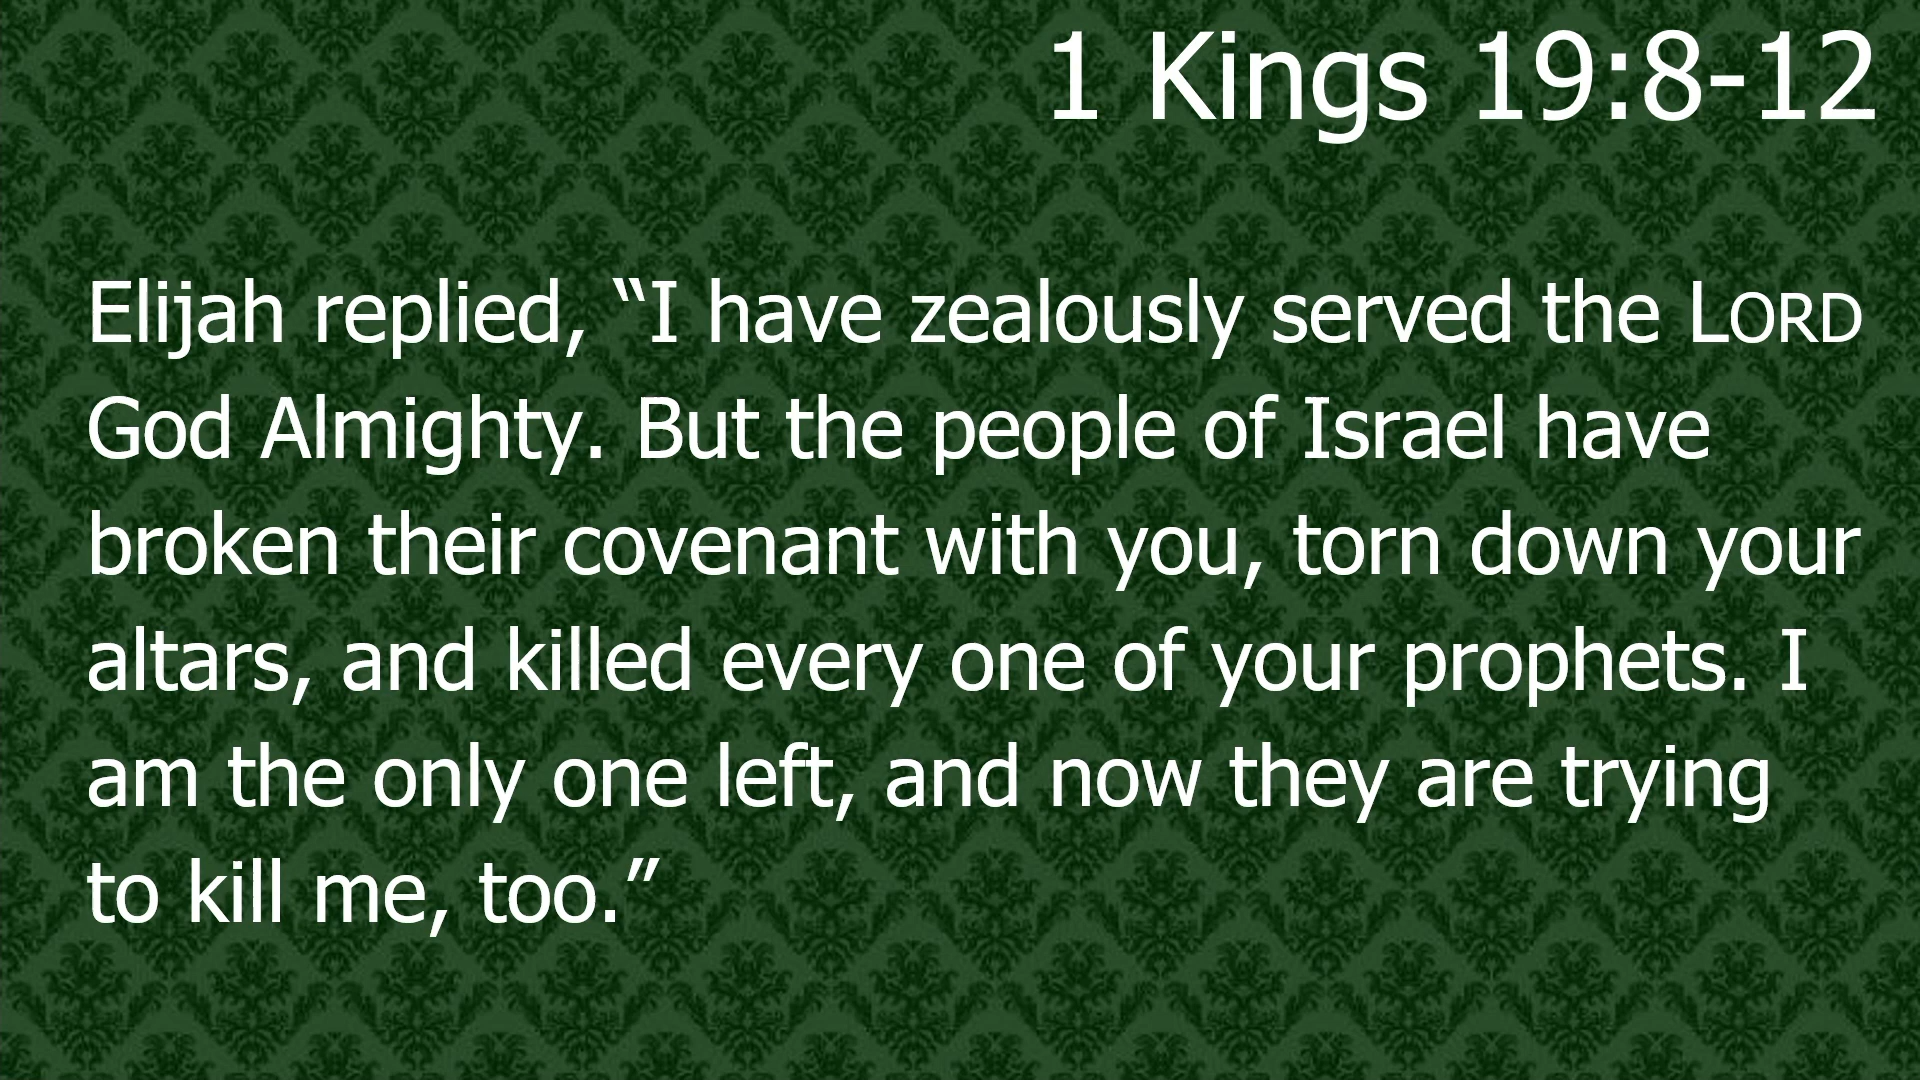 1 Kings 19:8-12
Elijah replied, “I have zealously served the LORD
God Almighty. But the people of Israel have
broken their covenant with you, torn down your
altars, and killed every one of your prophets. I
am the only one left, and now they are trying
to kill me, too.”